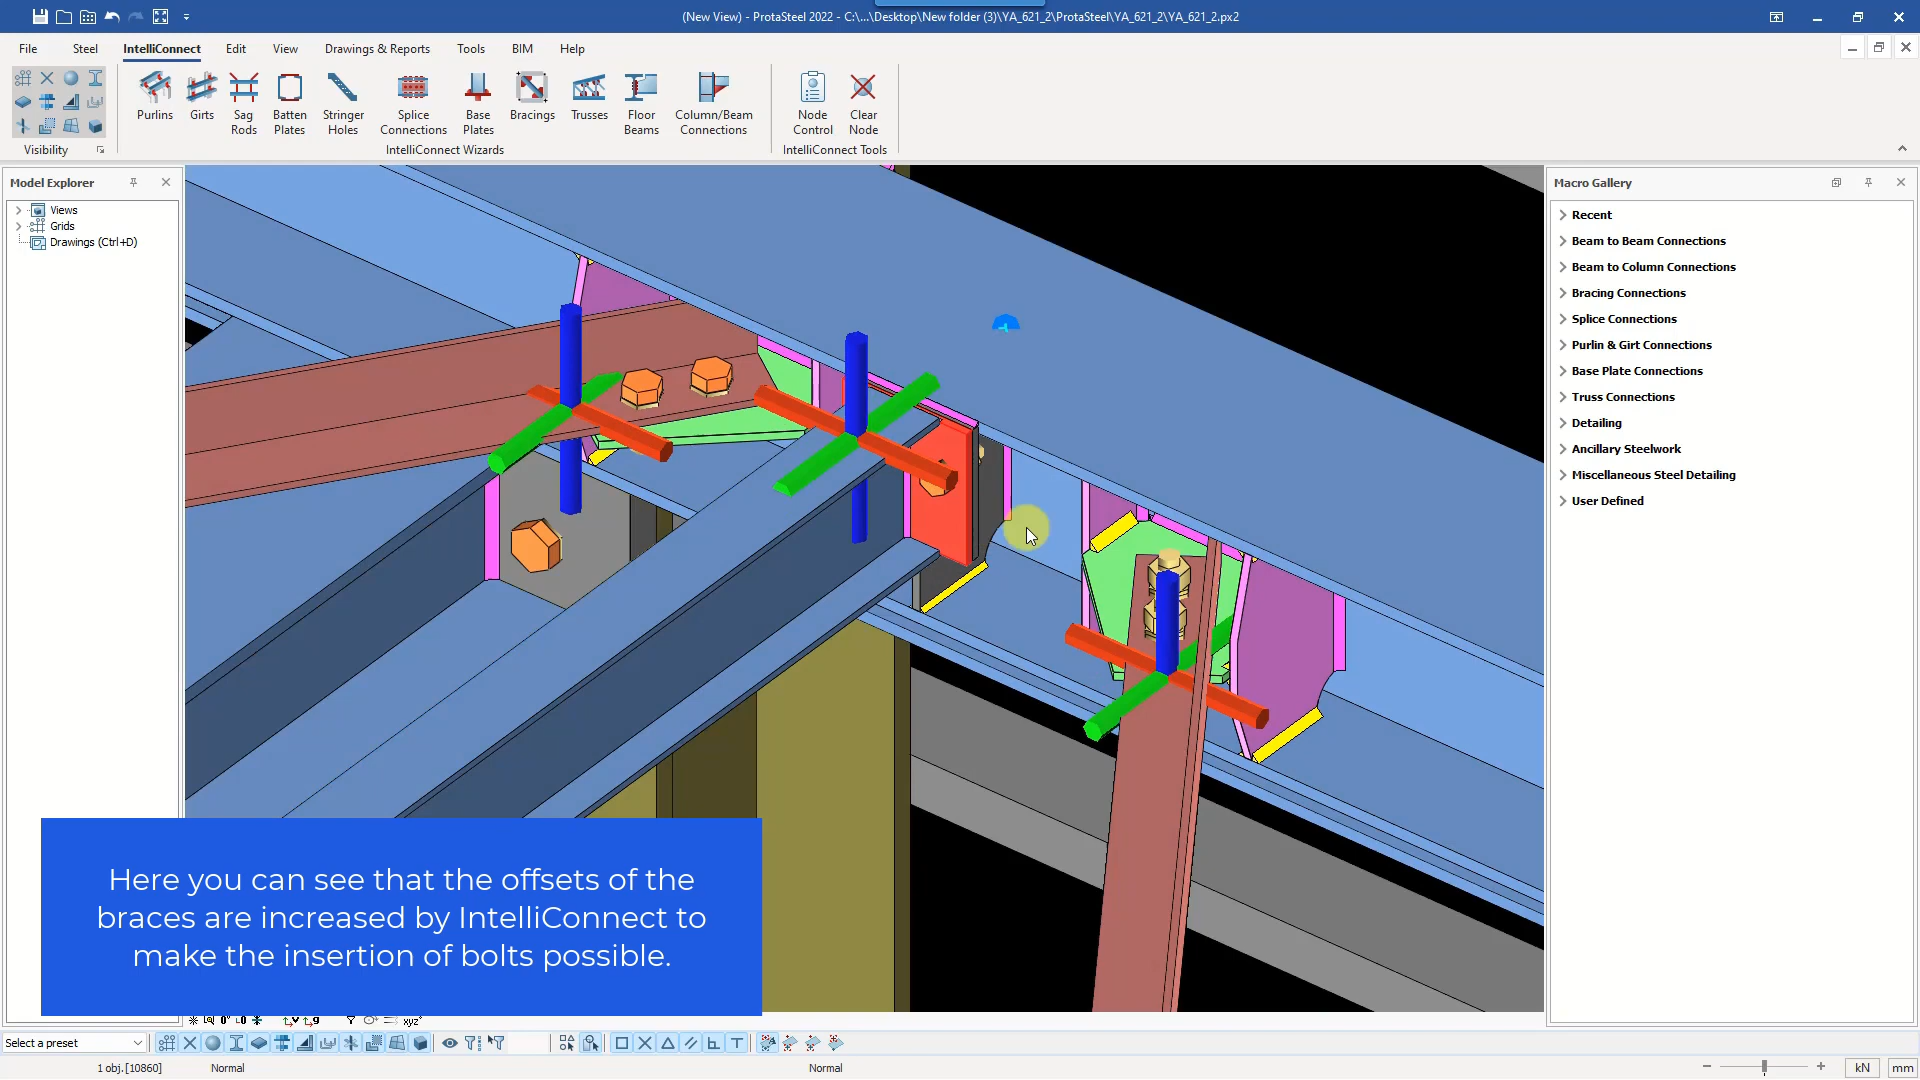 (New View) - ProtaSteel 2022 - C:\...\Desktop\New folder (3)\YA_621_2\ProtaSteel\YA_621_2\YA_621_2.px2
File Steel IntelliConnect Edit View Drawings & Reports Tools BIM Help
Purlins Girts Sag Rods Batten Plates Stringer Holes Splice Connections Base Plates Bracings Trusses Floor Beams Column/Beam Connections Node Control Clear Node
Visibility IntelliConnect Wizards IntelliConnect Tools
Model Explorer
Views
Grids
Drawings (Ctrl+D)
Macro Gallery
Recent
Beam to Beam Connections
Beam to Column Connections
Bracing Connections
Splice Connections
Purlin & Girt Connections
Base Plate Connections
Truss Connections
Detailing
Ancillary Steelwork
Miscellaneous Steel Detailing
User Defined
Here you can see that the offsets of the
braces are increased by IntelliConnect to
make the insertion of bolts possible.
Select a preset
1 obj.[10860] Normal Normal kN mm